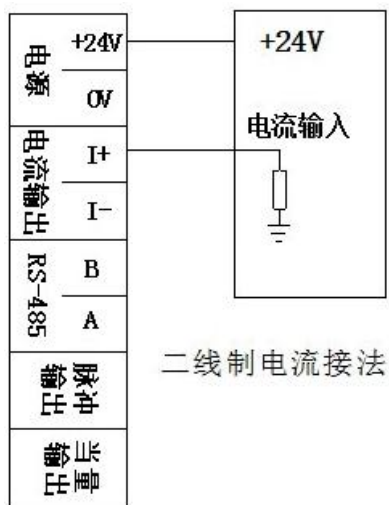 电源
+24V
0V
电流输出
I+
I-
RS-485
B
A
脉冲
输出
当量
输出
+24V
电流输入
二线制电流接法